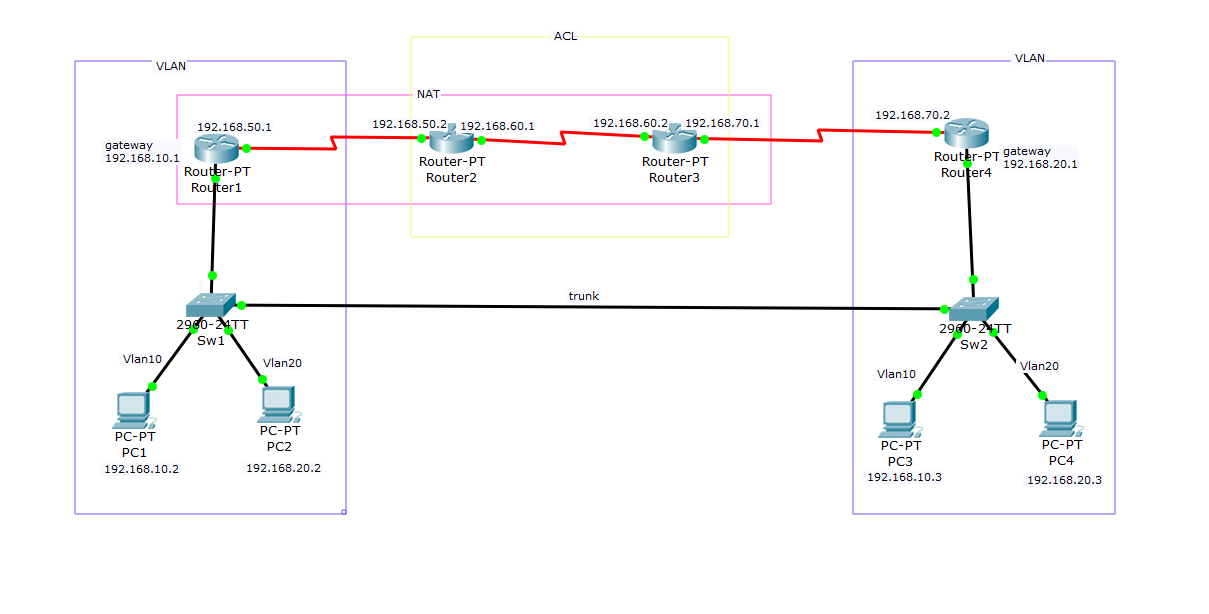 ACL
VLAN
VLAN
NAT
192.168.50.1
192.168.50.2
192.168.60.1
192.168.60.2
192.168.70.1
192.168.70.2
gateway
192.168.10.1
Router-PT
Router1
Router-PT
Router2
Router-PT
Router3
Router-PT
Router4
gateway
192.168.20.1
trunk
2960-24TT
Sw1
2960-24TT
Sw2
Vlan10
Vlan20
Vlan10
Vlan20
PC-PT
PC1
192.168.10.2
PC-PT
PC2
192.168.20.2
PC-PT
PC3
192.168.10.3
PC-PT
PC4
192.168.20.3